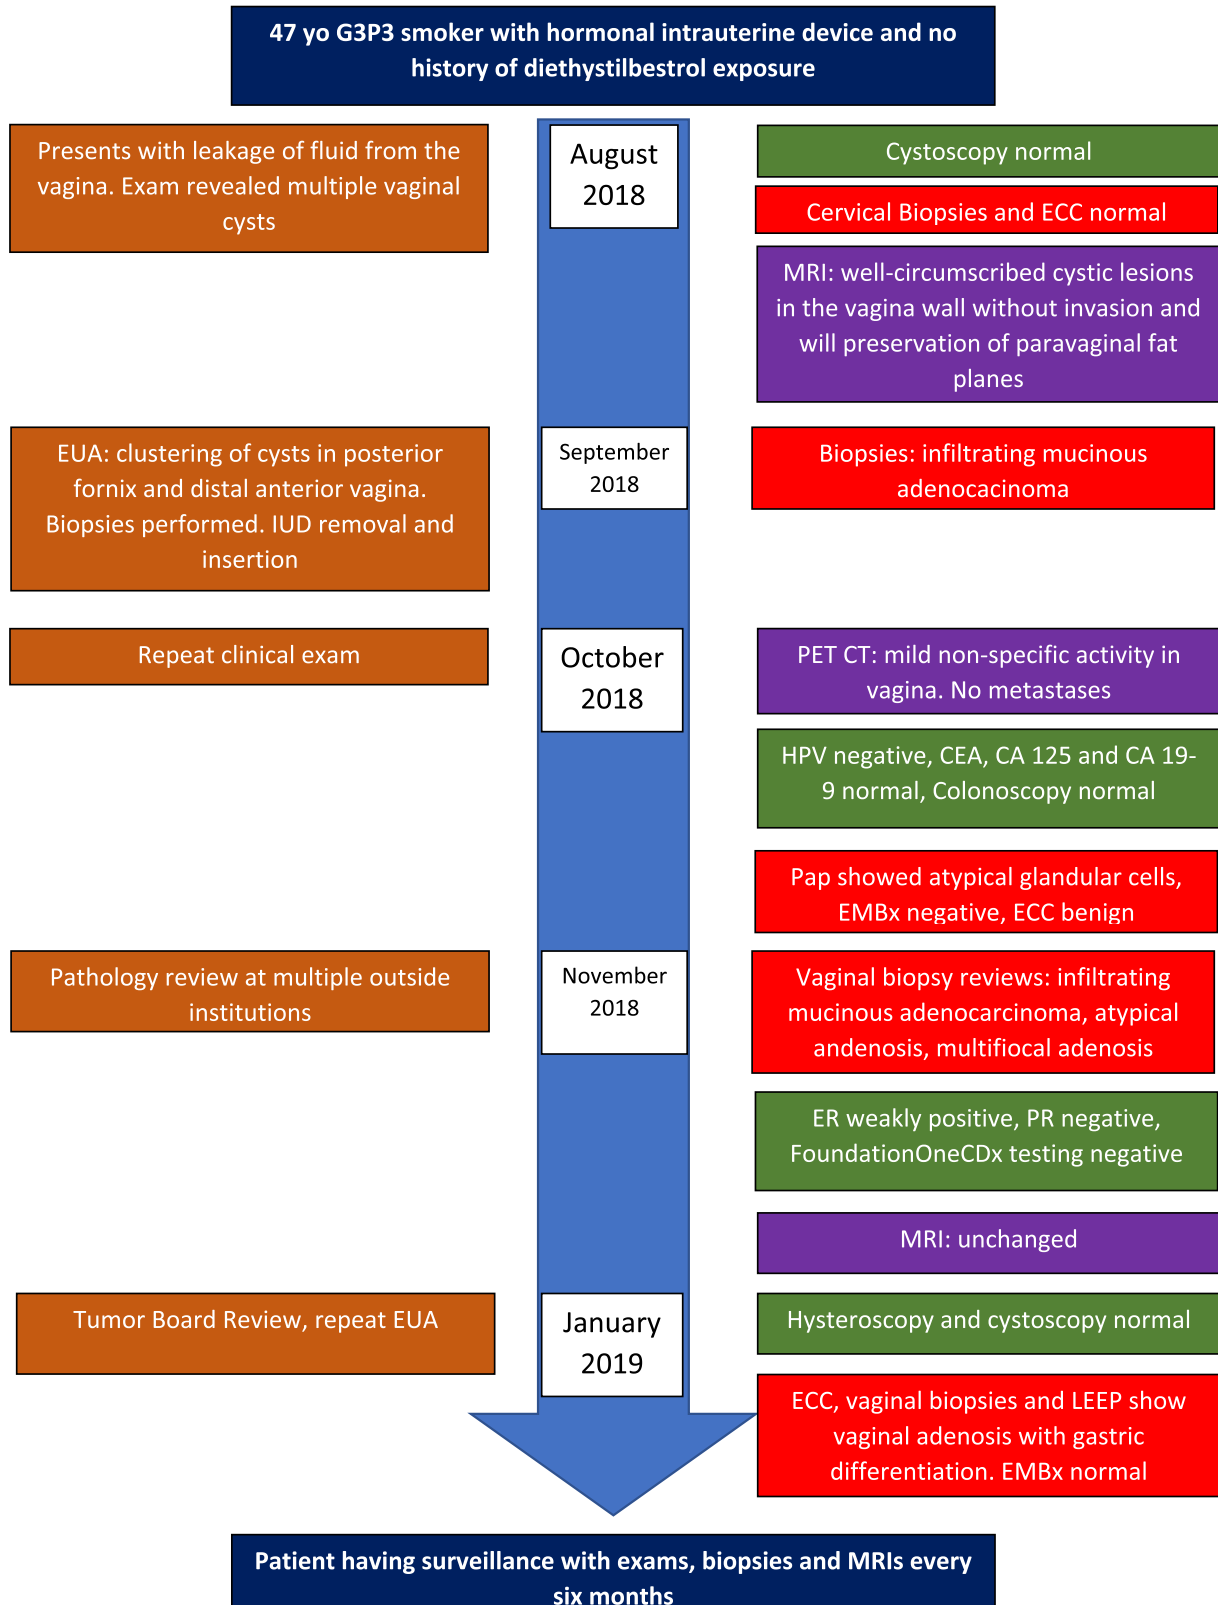 47 yo G3P3 smoker with hormonal intrauterine device and no
history of diethystilbestrol exposure
Presents with leakage of fluid from the
vagina. Exam revealed multiple vaginal
cysts
August
2018
Cystoscopy normal
Cervical Biopsies and ECC normal
MRI: well-circumscribed cystic lesions
in the vagina wall without invasion and
will preservation of paravaginal fat
planes
EUA: clustering of cysts in posterior
fornix and distal anterior vagina.
Biopsies performed. IUD removal and
insertion
September
2018
Biopsies: infiltrating mucinous
adenocacinoma
Repeat clinical exam
October
2018
PET CT: mild non-specific activity in
vagina. No metastases
HPV negative, CEA, CA 125 and CA 19-
9 normal, Colonoscopy normal
Pap showed atypical glandular cells,
EMBx negative, ECC benign
Pathology review at multiple outside
institutions
November
2018
Vaginal biopsy reviews: infiltrating
mucinous adenocarcinoma, atypical
andenosis, multifiocal adenosis
ER weakly positive, PR negative,
FoundationOneCDx testing negative
MRI: unchanged
Tumor Board Review, repeat EUA
January
2019
Hysteroscopy and cystoscopy normal
ECC, vaginal biopsies and LEEP show
vaginal adenosis with gastric
differentiation. EMBx normal
Patient having surveillance with exams, biopsies and MRIs every
six months